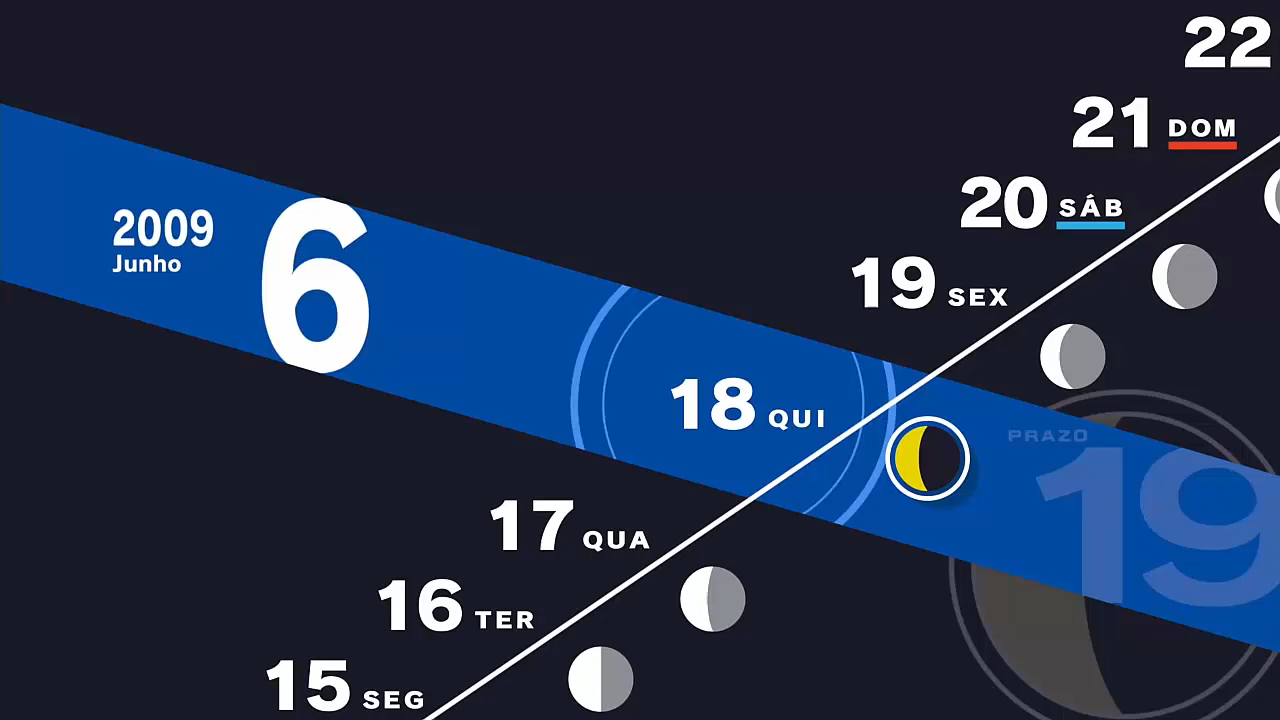 22
21 DOM
20 SÁB
2009
Junho
6
19 SEX
18 QUI
PRAZO
19
17 QUA
16 TER
15 SEG